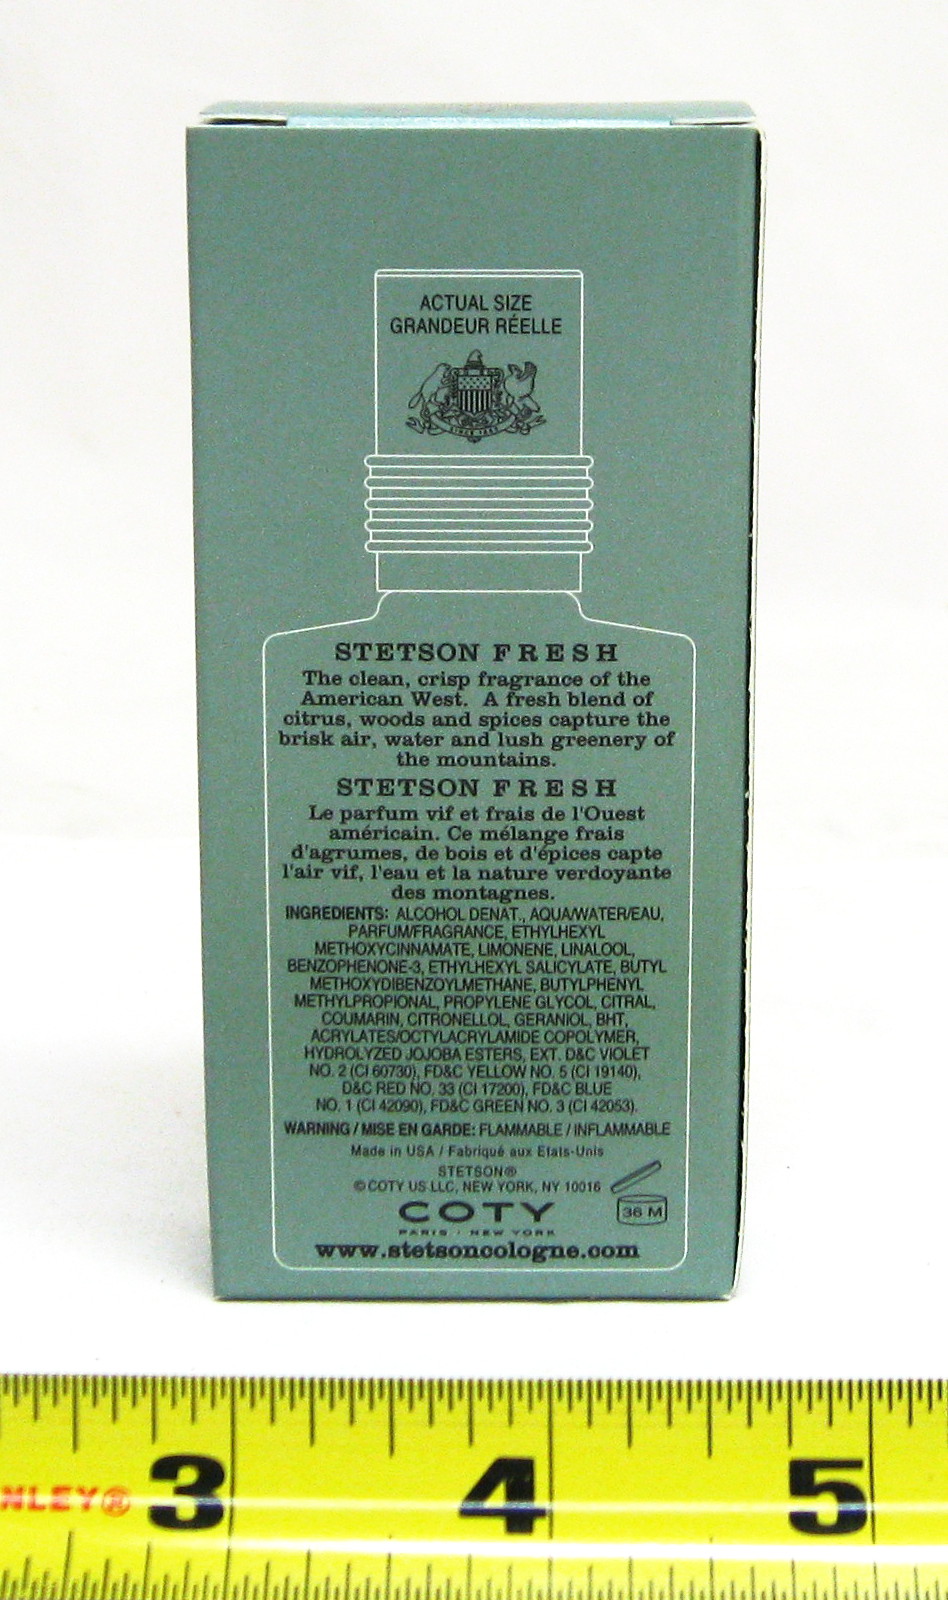 ACTUAL SIZE
GRANDEUR RÉELLE
STETSON FRESH
The clean, crisp fragrance of the
American West. A fresh blend of
citrus, woods and spices capture the
brisk air, water and lush greenery of
the mountains.
STETSON FRESH
Le parfum vif et frais de l'Ouest
américain. Ce mélange frais
d'agrumes, de bois et d'épices capte
l'air vif, l'eau et la nature verdoyante
des montagnes.
INGREDIENTS: ALCOHOL DENAT., AQUA/WATER/EAU,
PARFUM/FRAGRANCE, ETHYLHEXYL
METHOXYCINNAMATE, LIMONENE, LINALOOL,
BENZOPHENONE-3, ETHYLHEXYL SALICYLATE, BUTYL
METHOXYDIBENZOYLMETHANE, BUTYLPHENYL
METHYLPROPIONAL, PROPYLENE GLYCOL, CITRAL,
COUMARIN, CITRONELLOL, GERANIOL, BHT,
ACRYLATES/OCTYLACRYLAMIDE COPOLYMER,
HYDROLYZED JOJOBA ESTERS, EXT. D&C VIOLET
NO. 2 (CI 60730), FD&C YELLOW NO. 5 (CI 19140),
D&C RED NO. 33 (CI 17200), FD&C BLUE
NO. 1 (CI 42090), FD&C GREEN NO. 3 (CI 42053).
WARNING / MISE EN GARDE: FLAMMABLE / INFLAMMABLE
Made in USA / Fabriqué aux Etats-Unis
STETSON®
©COTY US LLC, NEW YORK, NY 10016
36 M
COTY
PARIS · NEW YORK
www.stetsoncologne.com
NLEY® 3 4 5